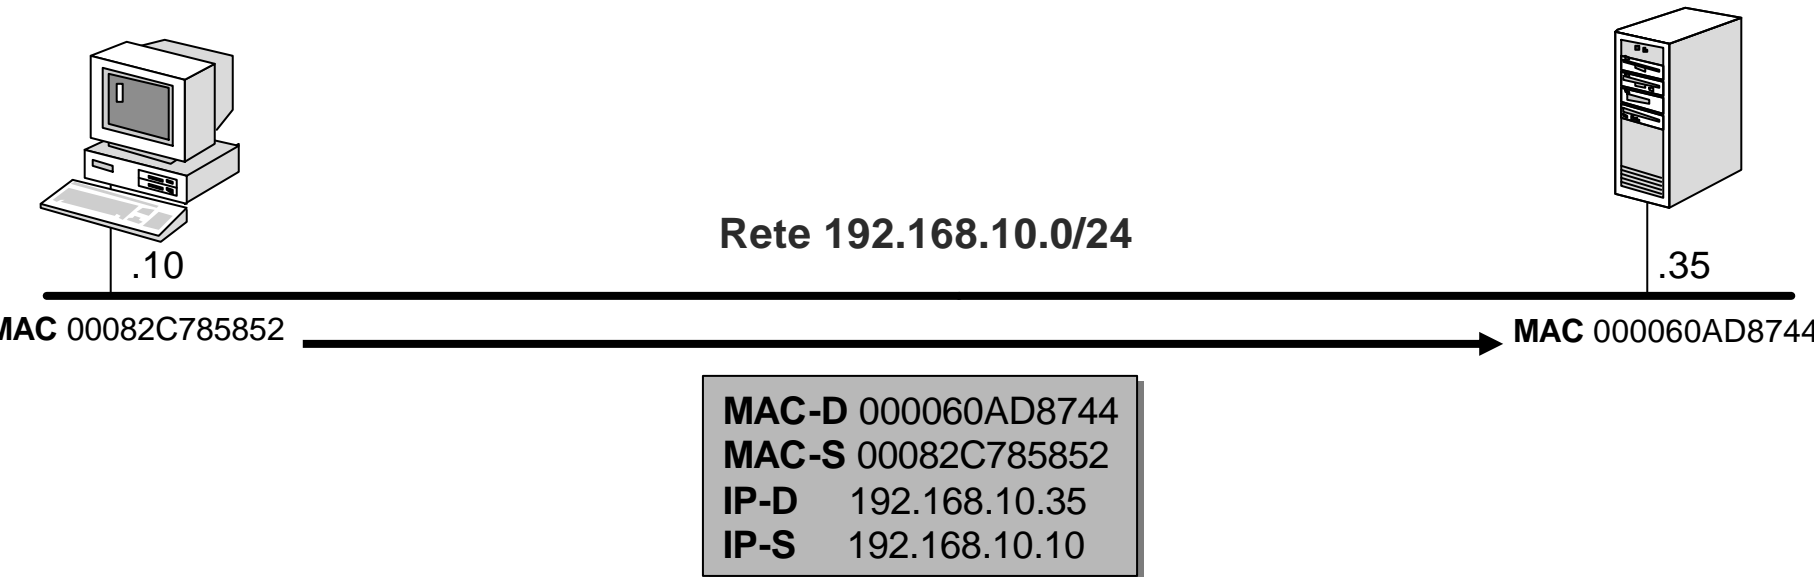 Rete 192.168.10.0/24
.10
.35
MAC 00082C785852
MAC 000060AD8744
MAC-D 000060AD8744
MAC-S 00082C785852
IP-D 192.168.10.35
IP-S 192.168.10.10